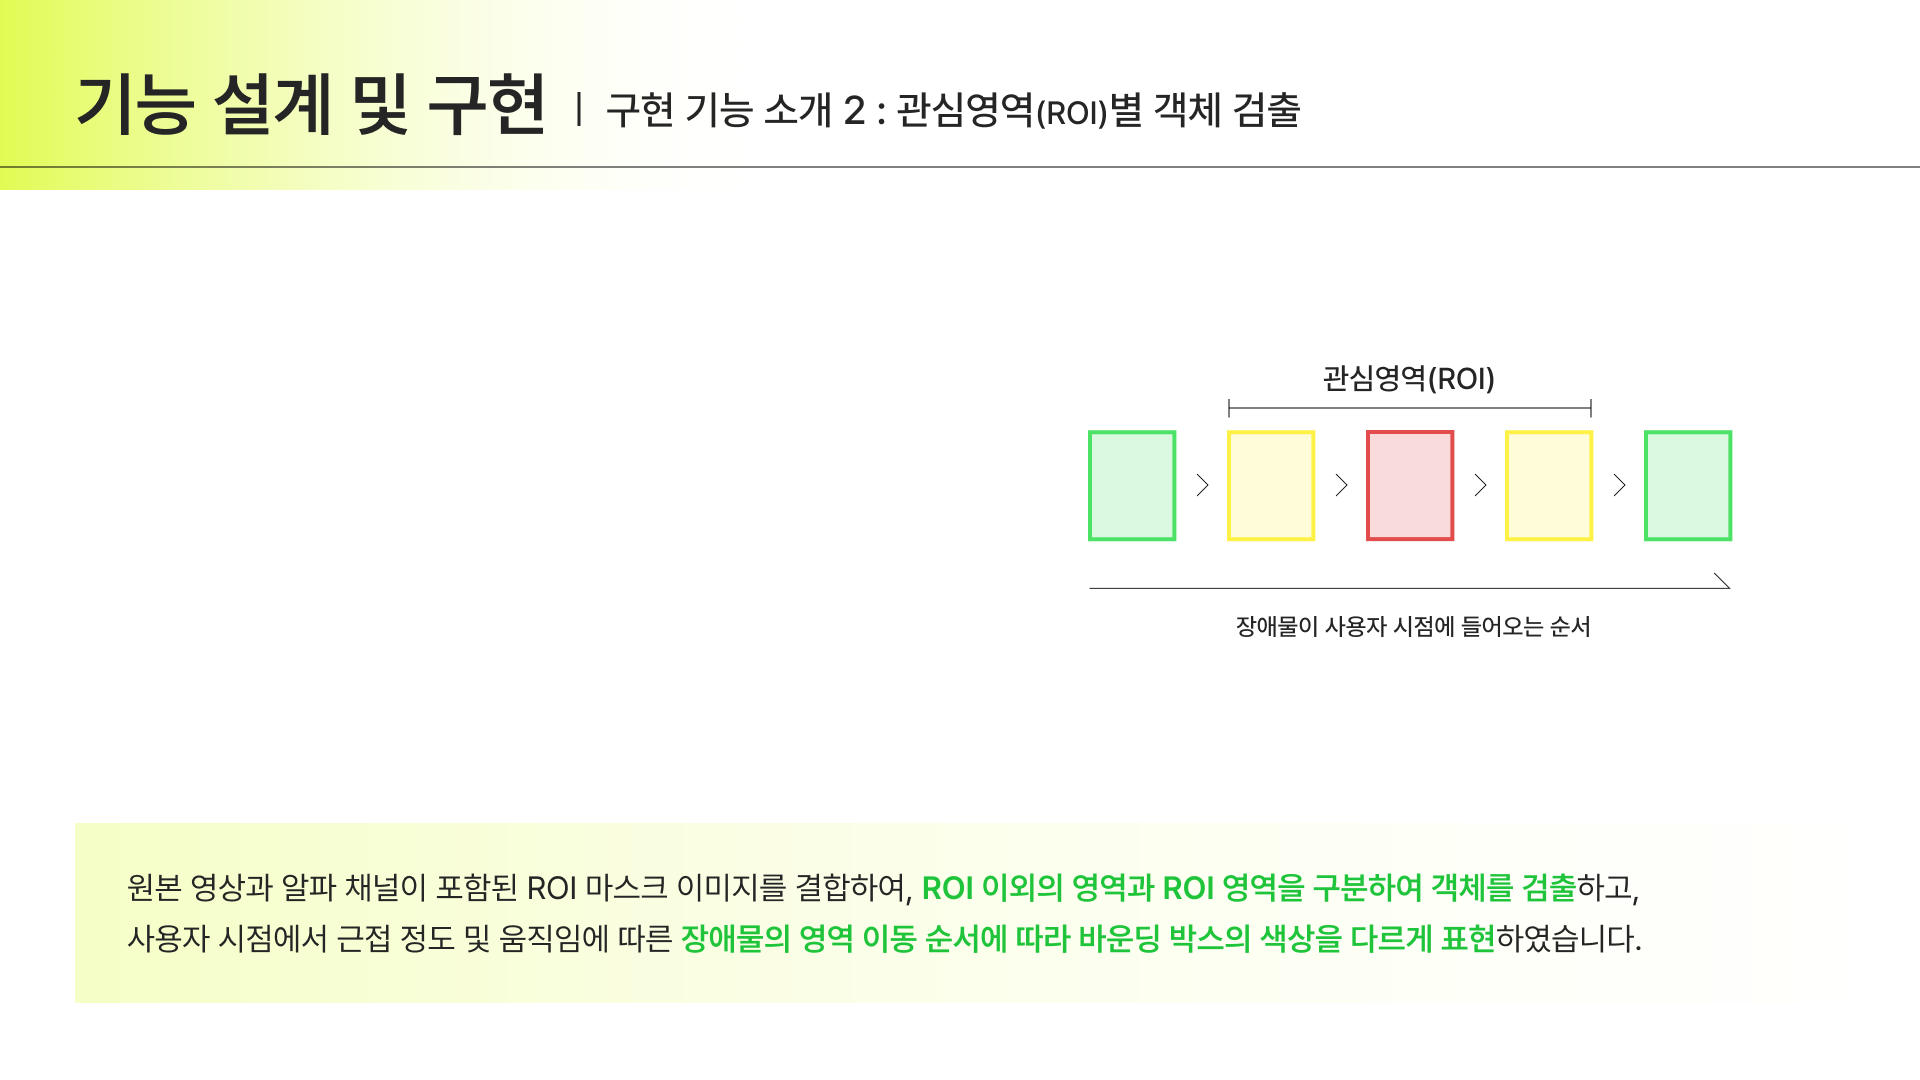 기능 설계 및 구현 | 구현 기능 소개 2 : 관심영역(ROI)별 객체 검출
관심영역(ROI)
장애물이 사용자 시점에 들어오는 순서
원본 영상과 알파 채널이 포함된 ROI 마스크 이미지를 결합하여, ROI 이외의 영역과 ROI 영역을 구분하여 객체를 검출하고,
사용자 시점에서 근접 정도 및 움직임에 따른 장애물의 영역 이동 순서에 따라 바운딩 박스의 색상을 다르게 표현하였습니다.